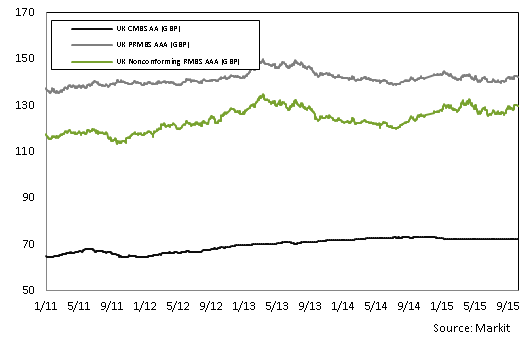 170
150
130
110
90
70
50
UK CMBS AA (GBP)
UK PRMBS AAA (GBP)
UK Nonconforming RMBS AAA (GBP)
1/11 5/11 9/11 1/12 5/12 9/12 1/13 5/13 9/13 1/14 5/14 9/14 1/15 5/15 9/15
Source: Markit